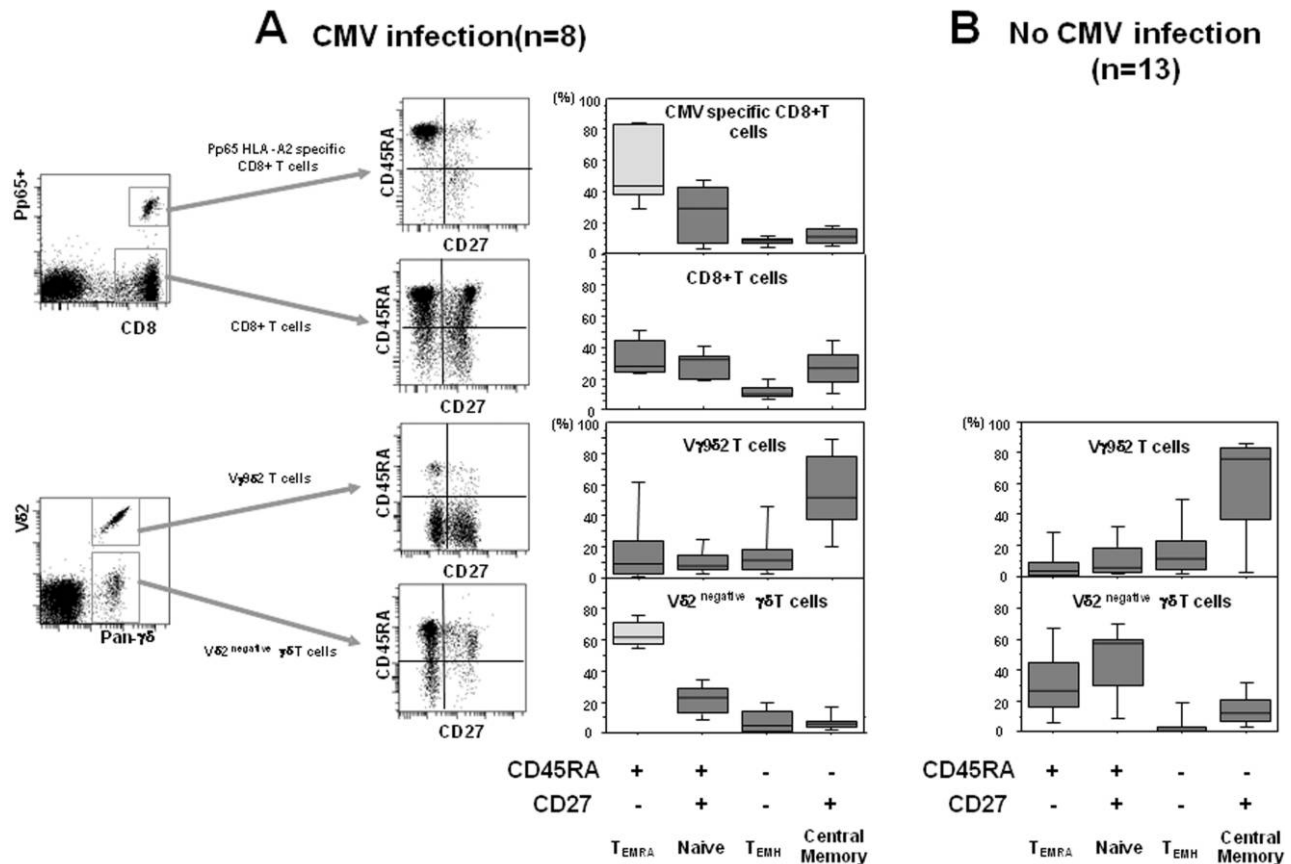 A CMV infection(n=8)
B No CMV infection
(n=13)
Pp65+
CD8
Pp65 HLA-A2 specific
CD8+ T cells
CD8+ T cells
CD45RA
CD27
CD45RA
CD27
(%)
100
80
60
40
20
0
CMV specific CD8+T
cells
80
60
40
20
0
CD8+T cells
Vδ2
Pan-γδ
Vγ9δ2 T cells
Vδ2 negative γδT cells
CD45RA
CD27
CD45RA
CD27
(%)
100
80
60
40
20
0
Vγ9δ2 T cells
80
60
40
20
0
Vδ2 negative γδT cells
(%)
100
80
60
40
20
0
Vγ9δ2 T cells
80
60
40
20
0
Vδ2 negative γδT cells
CD45RA + + - -
CD27 - + - +
TEMRA Naive TEMH Central
Memory
CD45RA + + - -
CD27 - + - +
TEMRA Naive TEMH Central
Memory